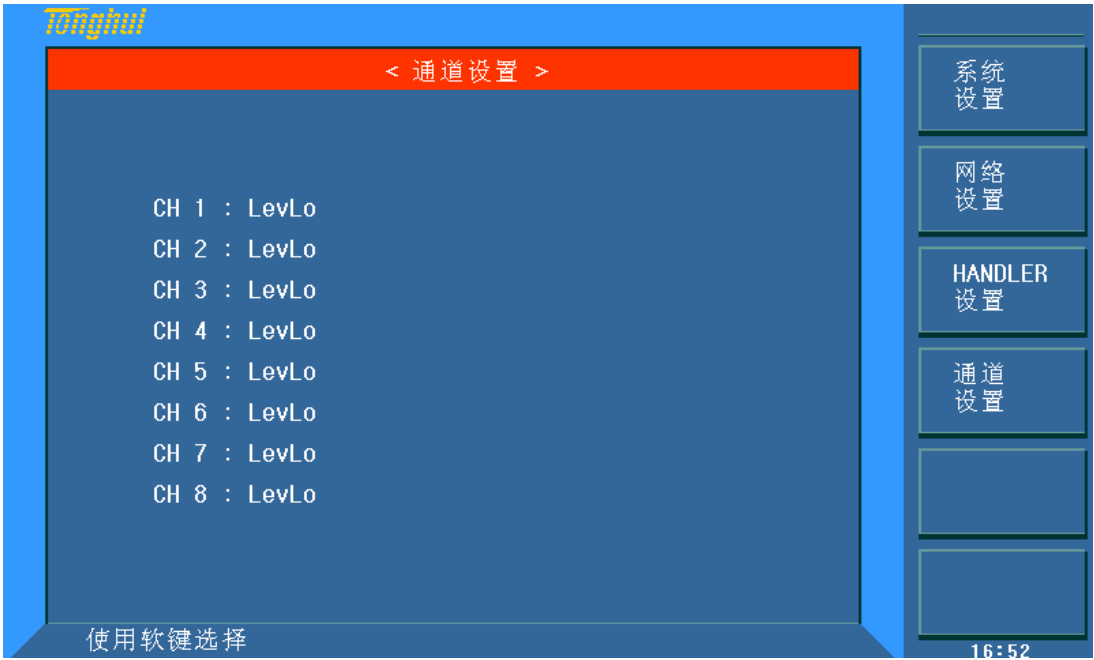 Tonghui
< 通道设置 >
CH 1 : LevLo
CH 2 : LevLo
CH 3 : LevLo
CH 4 : LevLo
CH 5 : LevLo
CH 6 : LevLo
CH 7 : LevLo
CH 8 : LevLo
使用软键选择
系统
设置
网络
设置
HANDLER
设置
通道
设置
16:52